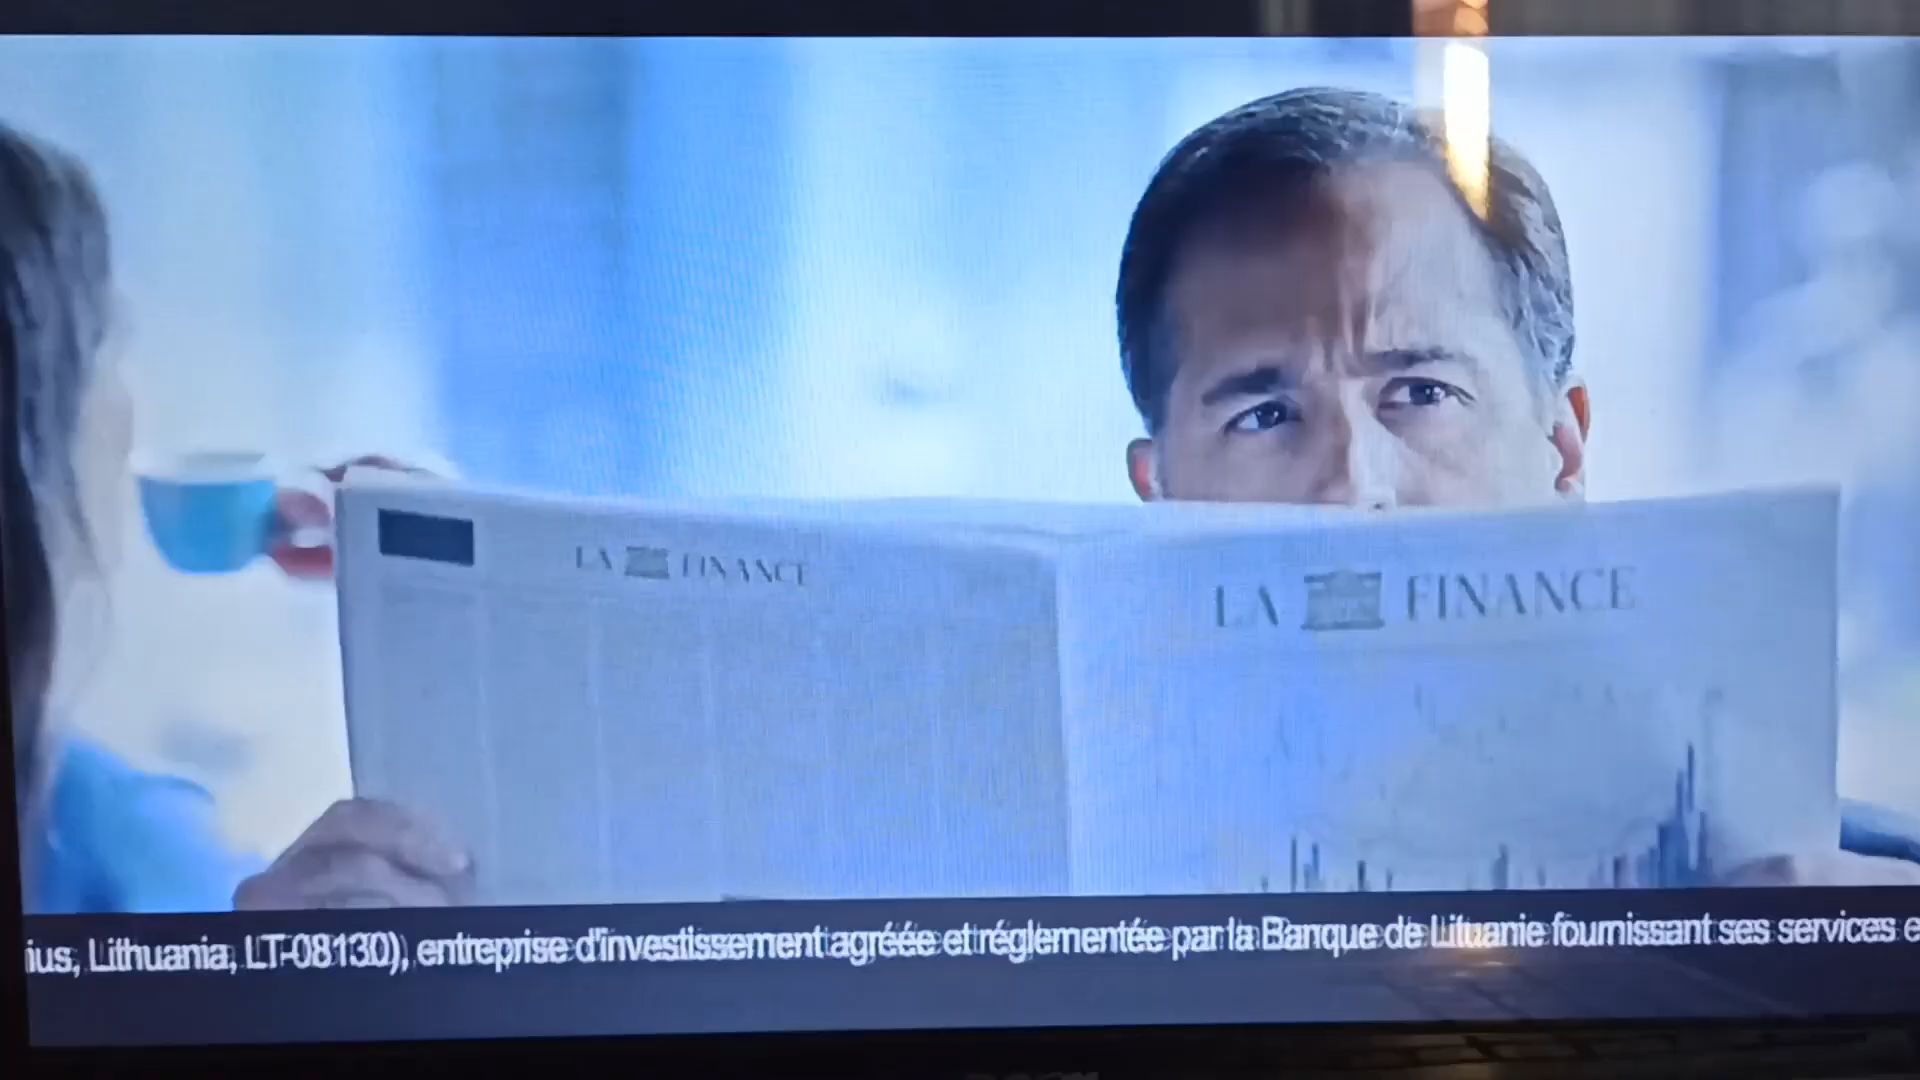 LA FINANCE
LA FINANCE
ius, Lithuania, LT-08130), entreprise d'investissement agréée et réglementée par la Banque de Lituanie fournissant ses services e